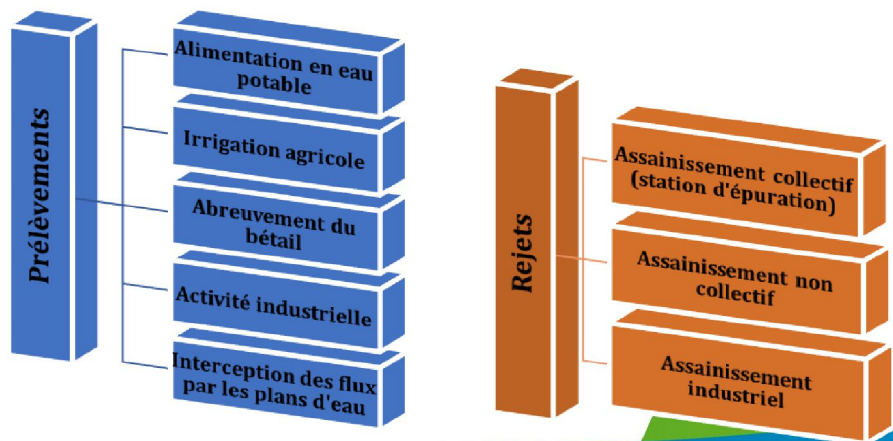 Prélèvements
Alimentation en eau
potable
Irrigation agricole
Abreuvement du
bétail
Activité industrielle
Interception des flux
par les plans d'eau
Rejets
Assainissement collectif
(station d'épuration)
Assainissement non
collectif
Assainissement
industriel